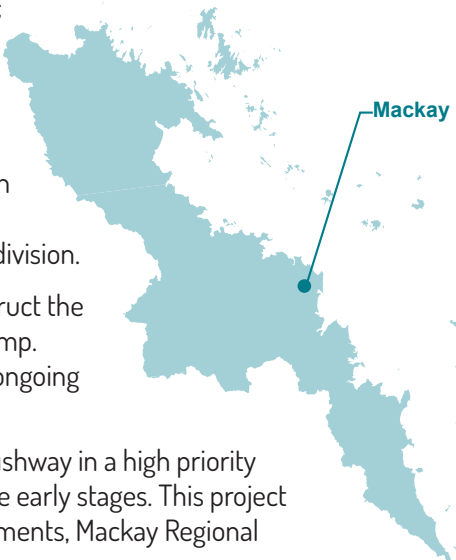 Mackay
division.
ruct the
mp.
ongoing
shway in a high priority
e early stages. This project
ments, Mackay Regional